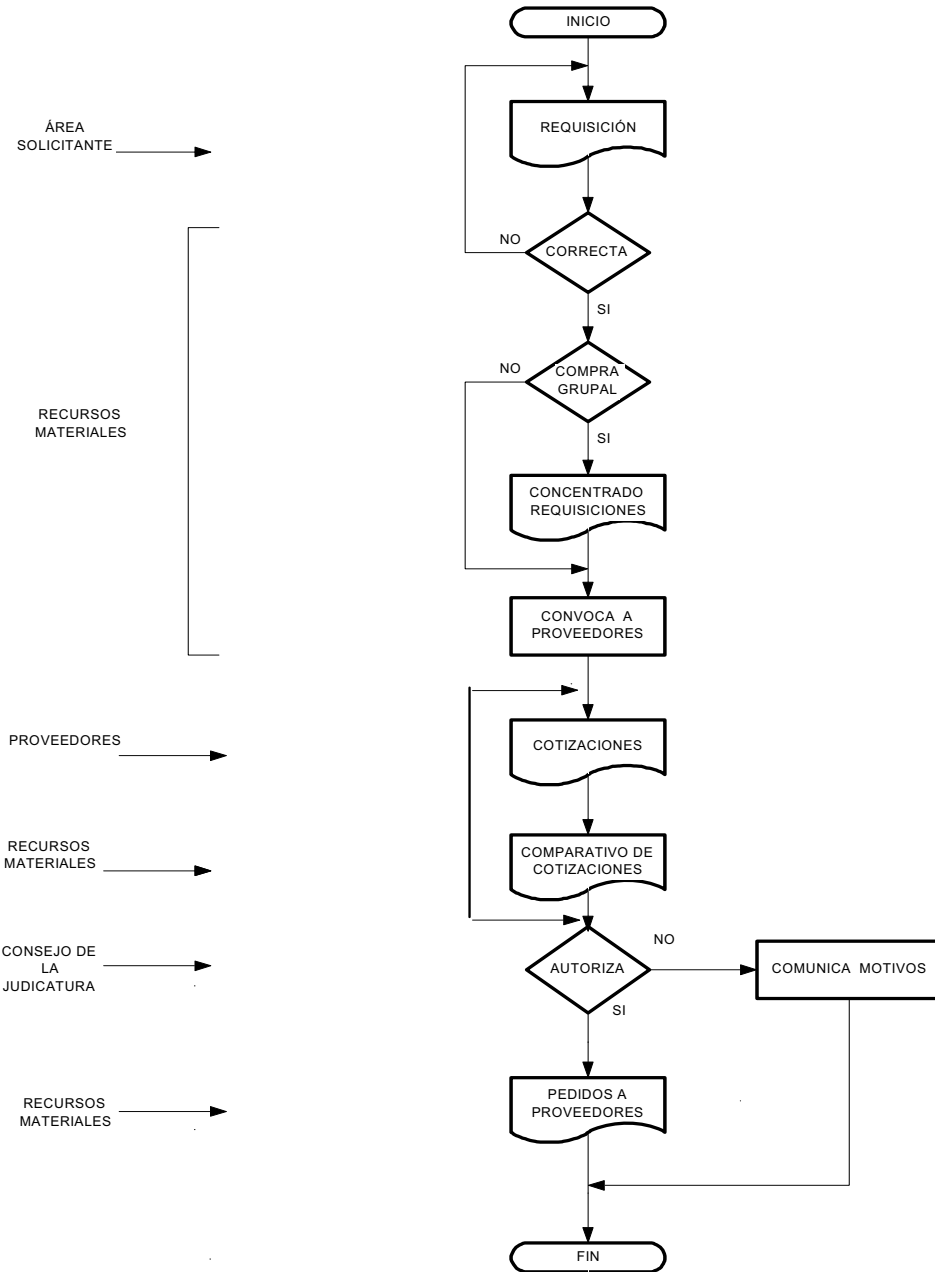 INICIO
REQUISICIÓN
ÁREA
SOLICITANTE
NO
CORRECTA
SI
NO
COMPRA
GRUPAL
SI
RECURSOS
MATERIALES
CONCENTRADO
REQUISICIONES
CONVOCA A
PROVEEDORES
PROVEEDORES
COTIZACIONES
RECURSOS
MATERIALES
COMPARATIVO DE
COTIZACIONES
CONSEJO DE
LA
JUDICATURA
AUTORIZA
NO
COMUNICA MOTIVOS
SI
RECURSOS
MATERIALES
PEDIDOS A
PROVEEDORES
FIN